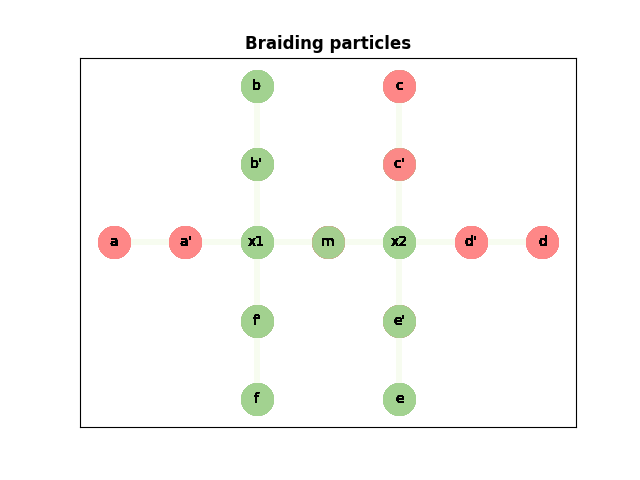 Braiding particles
b c
b' c'
a a' x1 m x2 d' d
f' e'
f e